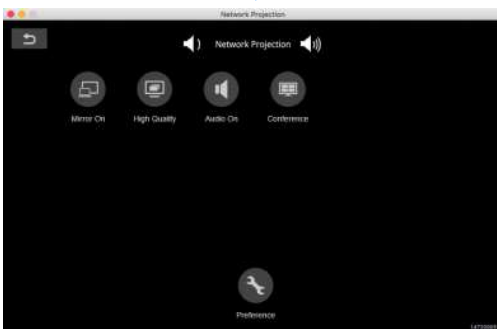 Network Projection
Network Projection
Mirror On
High Quality
Audio On
Conference
Preference